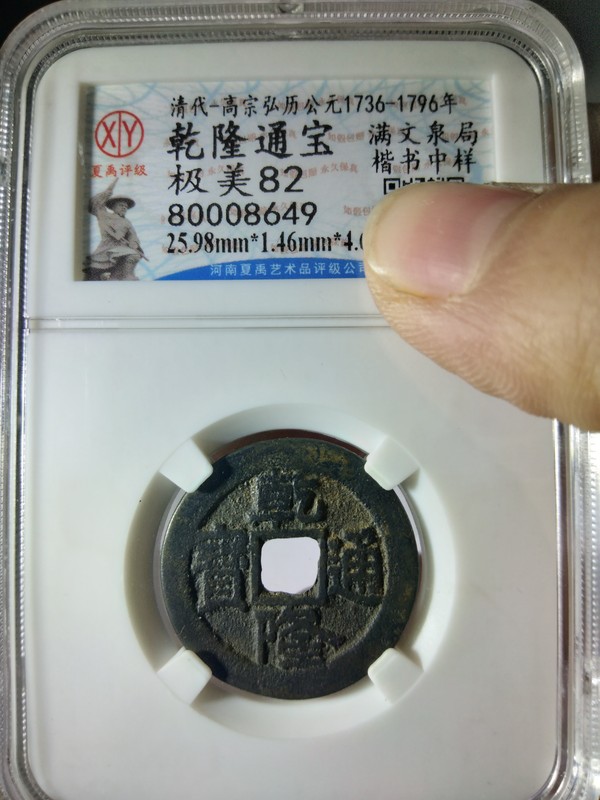 清代-高宗弘历公元1736-1796年
XY
夏禹评级
乾隆通宝
满文泉局
楷书中样
极美82
80008649
25.98mm*1.46mm*4.0
河南夏禹艺术品评级公司
乾隆通寶